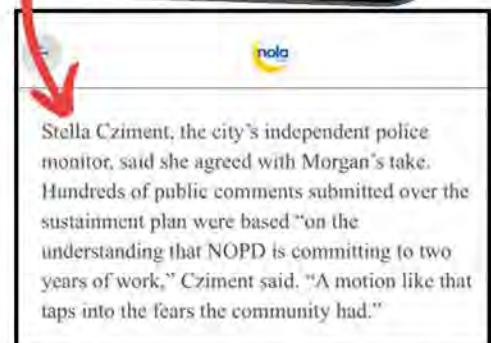 nola
Stella Cziment, the city's independent police
monitor, said she agreed with Morgan's take.
Hundreds of public comments submitted over the
sustainment plan were based “on the
understanding that NOPD is committing to two
years of work,” Cziment said. “A motion like that
taps into the fears the community had.”